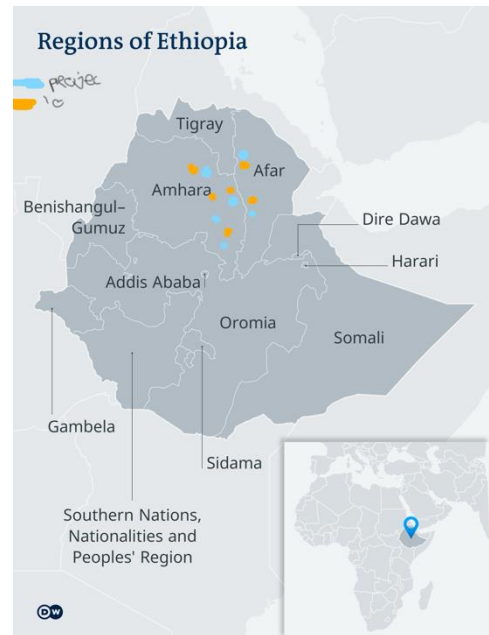 Regions of Ethiopia
projec
10
Tigray
Afar
Amhara
Benishangul–
Gumuz
Dire Dawa
Harari
Addis Ababa
Oromia
Somali
Gambela
Sidama
Southern Nations,
Nationalities and
Peoples' Region
DW